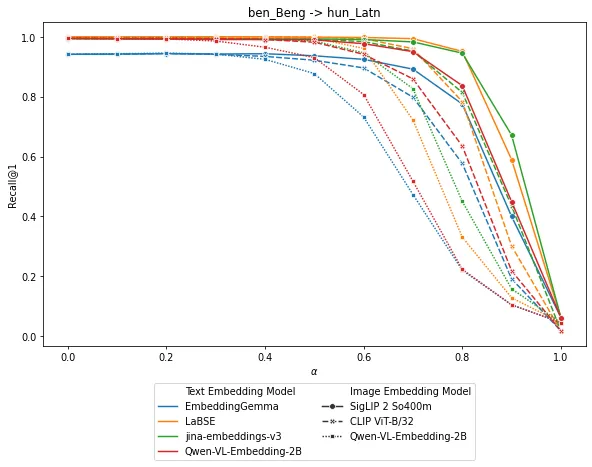 ben_Beng -> hun_Latn
Recall@1
1.0
0.8
0.6
0.4
0.2
0.0
0.0 0.2 0.4 0.6 0.8 1.0
α
Text Embedding Model Image Embedding Model
EmbeddingGemma SigLIP 2 So400m
LaBSE CLIP ViT-B/32
jina-embeddings-v3 Qwen-VL-Embedding-2B
Qwen-VL-Embedding-2B